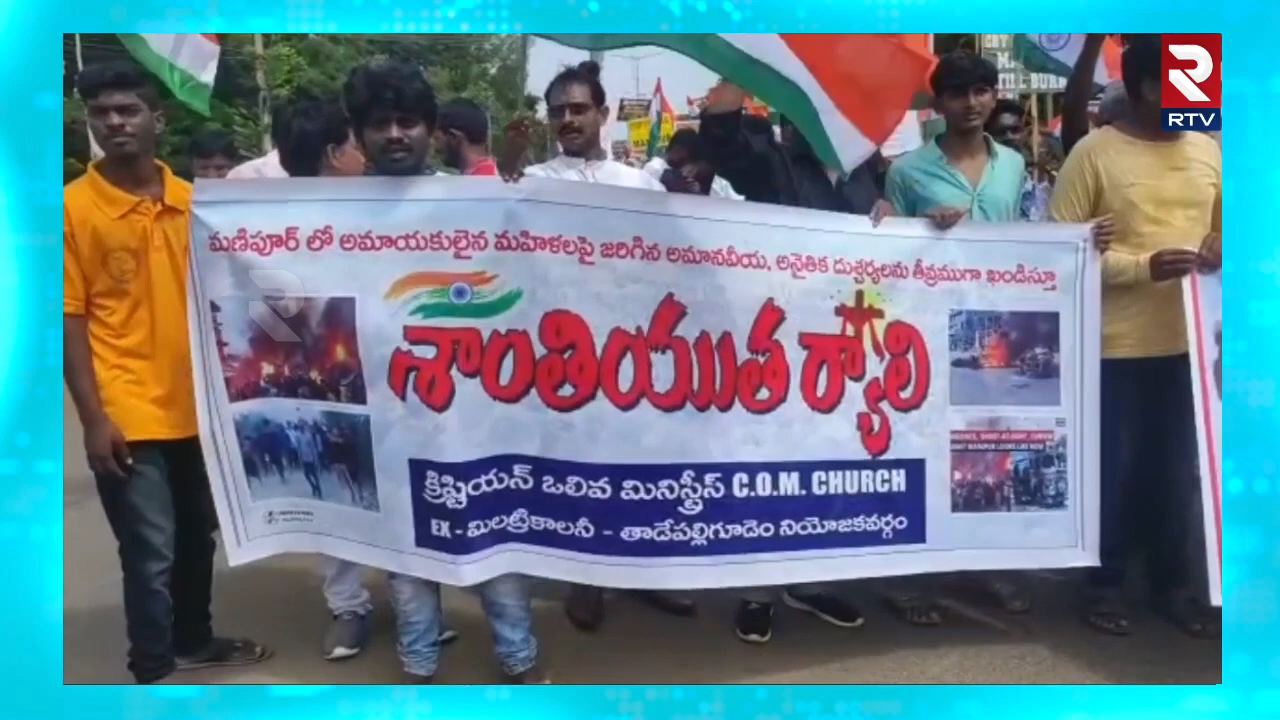 RTV
మణిపూర్ లో అమాయకులైన మహిళలపై జరిగిన అమానవీయ, అనైతిక దుశ్చర్యలను తీవ్రముగా ఖండిస్తూ
శాంతియుత ర్యాలి
క్రిష్టియన్ ఒలివ మినిస్ట్రీస్ C.O.M. CHURCH
EX - మిలట్రికాలనీ - తాడేపల్లిగూడెం నియోజకవర్గం